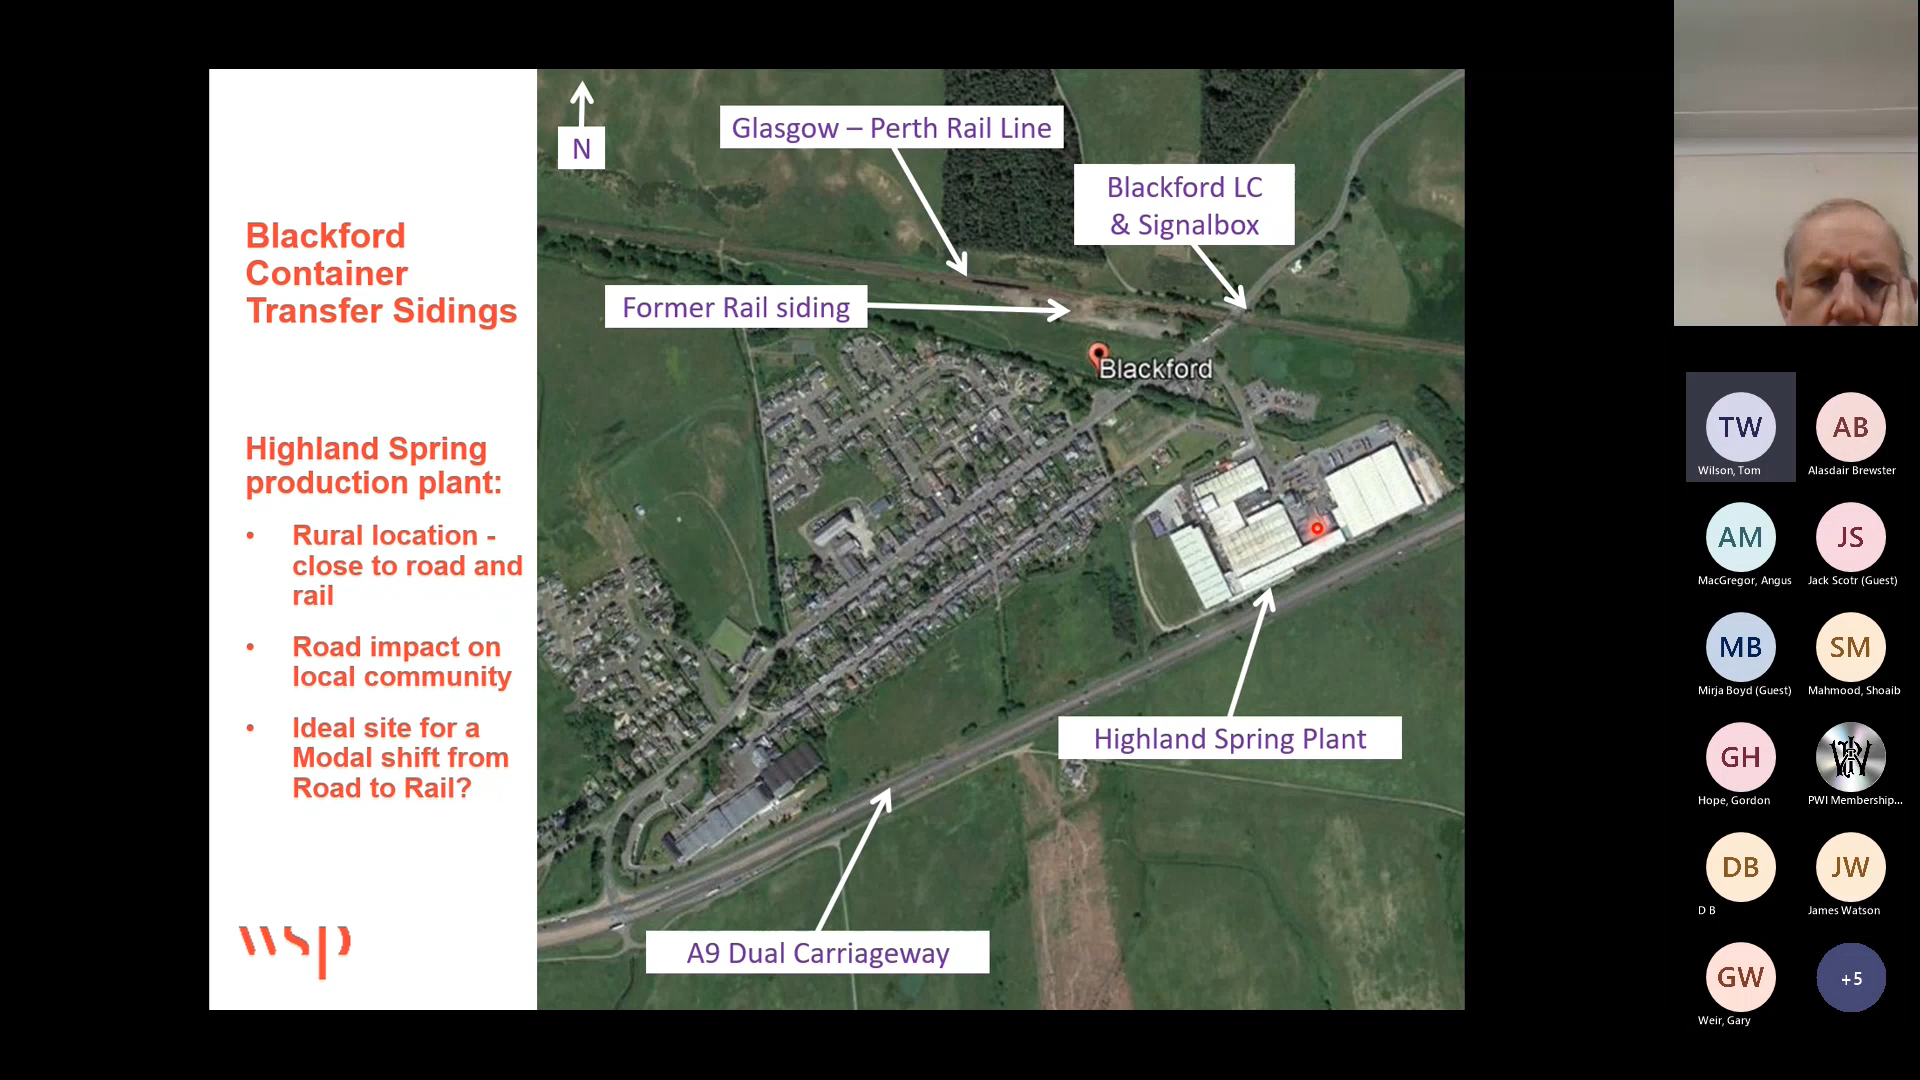 Blackford
Container
Transfer Sidings
Highland Spring
production plant:
• Rural location -
close to road and
rail
• Road impact on
local community
• Ideal site for a
Modal shift from
Road to Rail?
wsp
N
Glasgow – Perth Rail Line
Blackford LC
& Signalbox
Former Rail siding
Blackford
Highland Spring Plant
A9 Dual Carriageway
TW
Wilson, Tom
AB
Alasdair Brewster
AM
MacGregor, Angus
JS
Jack Scotr (Guest)
MB
Mirja Boyd (Guest)
SM
Mahmood, Shoaib
GH
Hope, Gordon
PWI Membership...
DB
D B
JW
James Watson
GW
Weir, Gary
+5